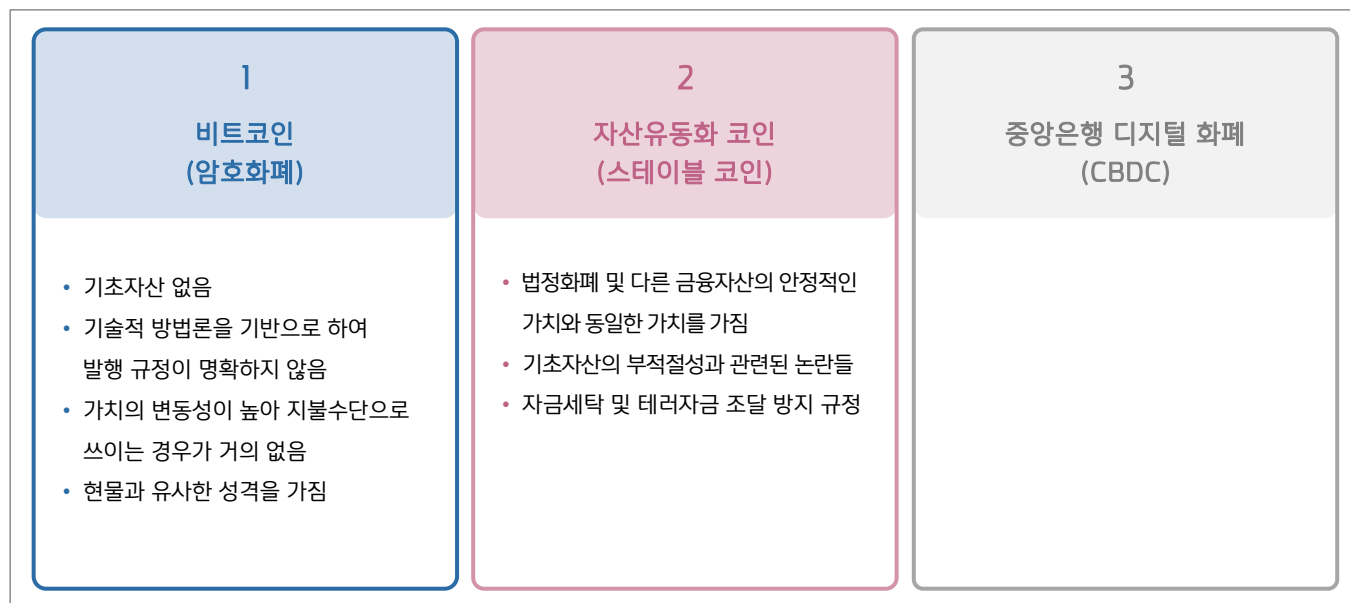 1
비트코인
(암호화폐)
• 기초자산 없음
• 기술적 방법론을 기반으로 하여
발행 규정이 명확하지 않음
• 가치의 변동성이 높아 지불수단으로
쓰이는 경우가 거의 없음
• 현물과 유사한 성격을 가짐
2
자산유동화 코인
(스테이블 코인)
• 법정화폐 및 다른 금융자산의 안정적인
가치와 동일한 가치를 가짐
• 기초자산의 부적절성과 관련된 논란들
• 자금세탁 및 테러자금 조달 방지 규정
3
중앙은행 디지털 화폐
(CBDC)